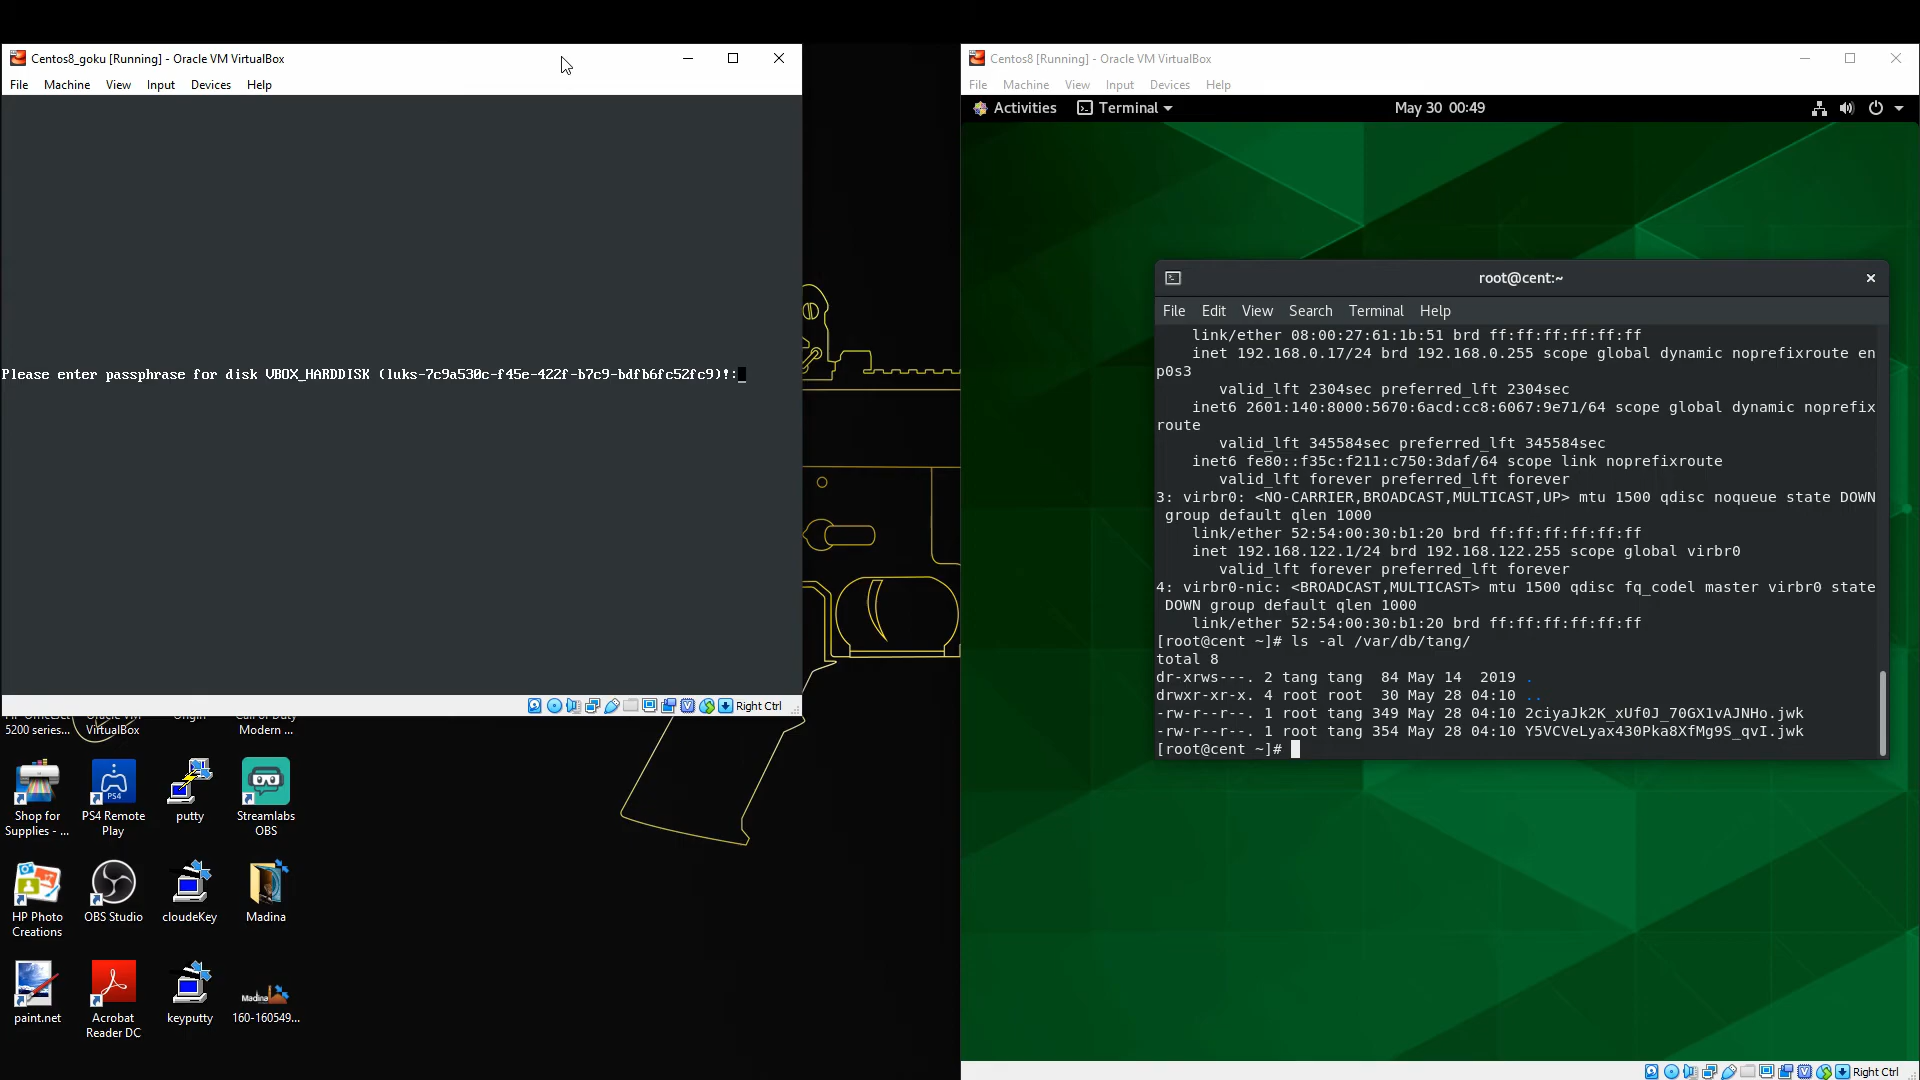 Centos8_goku [Running] - Oracle VM VirtualBox
File Machine View Input Devices Help
Please enter passphrase for disk VBOX_HARDDISK (luks-7c9a530c-f45e-422f-b7c9-bdfb6fc52fc9)!:
Right Ctrl
5200 series... VirtualBox Modern ...
Shop for Supplies - ...
PS4 Remote Play
putty
Streamlabs OBS
HP Photo Creations
OBS Studio
cloudeKey
Madina
paint.net
Acrobat Reader DC
keyputty
160-160549...
Centos8 [Running] - Oracle VM VirtualBox
File Machine View Input Devices Help
Activities Terminal May 30 00:49
root@cent:~
File Edit View Search Terminal Help
link/ether 08:00:27:61:1b:51 brd ff:ff:ff:ff:ff:ff
inet 192.168.0.17/24 brd 192.168.0.255 scope global dynamic noprefixroute en
p0s3
valid_lft 2304sec preferred_lft 2304sec
inet6 2601:140:8000:5670:6acd:cc8:6067:9e71/64 scope global dynamic noprefix
route
valid_lft 345584sec preferred_lft 345584sec
inet6 fe80::f35c:f211:c750:3daf/64 scope link noprefixroute
valid_lft forever preferred_lft forever
3: virbr0: <NO-CARRIER,BROADCAST,MULTICAST,UP> mtu 1500 qdisc noqueue state DOWN
group default qlen 1000
link/ether 52:54:00:30:b1:20 brd ff:ff:ff:ff:ff:ff
inet 192.168.122.1/24 brd 192.168.122.255 scope global virbr0
valid_lft forever preferred_lft forever
4: virbr0-nic: <BROADCAST,MULTICAST> mtu 1500 qdisc fq_codel master virbr0 state
DOWN group default qlen 1000
link/ether 52:54:00:30:b1:20 brd ff:ff:ff:ff:ff:ff
[root@cent ~]# ls -al /var/db/tang/
total 8
dr-xrws---. 2 tang tang 84 May 14 2019 .
drwxr-xr-x. 4 root root 30 May 28 04:10 ..
-rw-r--r--. 1 root tang 349 May 28 04:10 2ciyaJk2K_xUf0J_70GX1vAJNHo.jwk
-rw-r--r--. 1 root tang 354 May 28 04:10 Y5VCVeLyax430Pka8XfMg9S_qvI.jwk
[root@cent ~]#
Right Ctrl